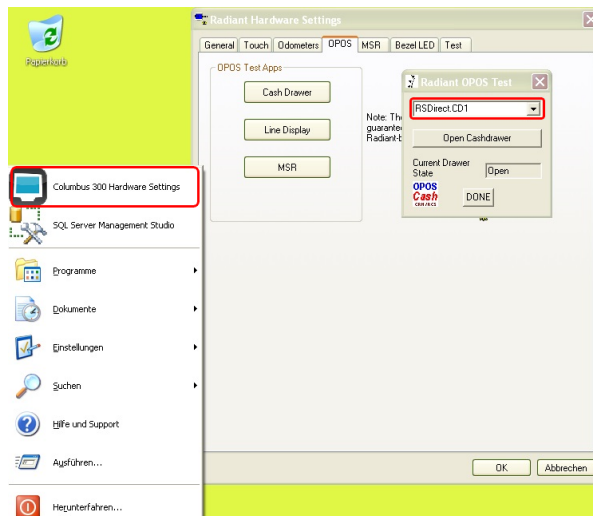 Papierkorb
Columbus 300 Hardware Settings
SQL Server Management Studio
Programme
Dokumente
Einstellungen
Suchen
Hilfe und Support
Ausführen...
Herunterfahren...
Radiant Hardware Settings
General Touch Odometers OPOS MSR Bezel LED Test
OPOS Test Apps
Cash Drawer
Line Display
MSR
Note: The
guarante
Radiant-b
Radiant OPOS Test
RSDirect.CD1
Open Cashdrawer
Current Drawer
State
Open
OPOS
Cash
DONE
OK Abbrechen